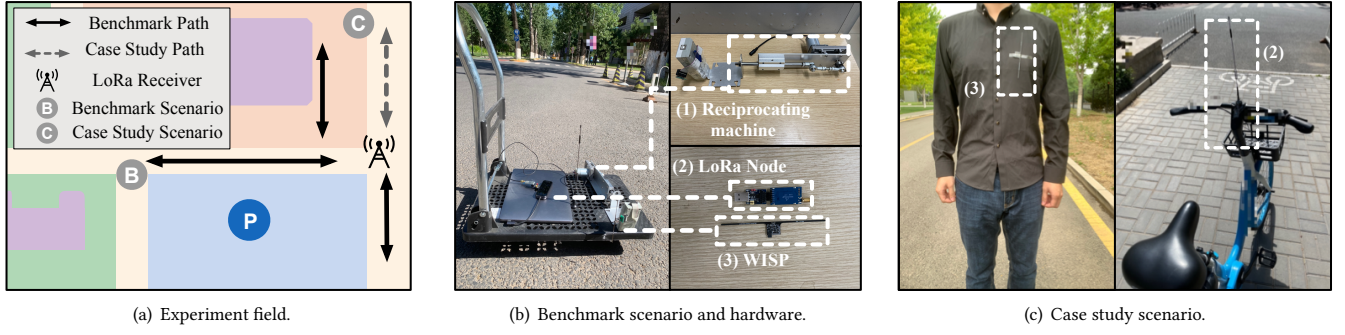 Benchmark Path
Case Study Path
LoRa Receiver
B Benchmark Scenario
C Case Study Scenario
C
B
P
(1) Reciprocating
machine
(2) LoRa Node
(3) WISP
(3)
(2)
(a) Experiment field.
(b) Benchmark scenario and hardware.
(c) Case study scenario.